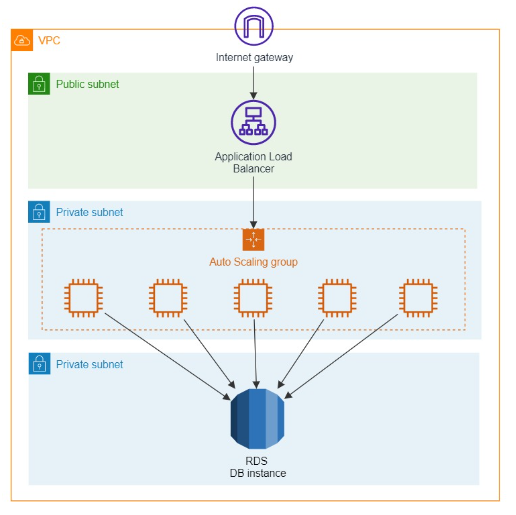 VPC
Internet gateway
Public subnet
Application Load
Balancer
Private subnet
Auto Scaling group
Private subnet
RDS
DB instance